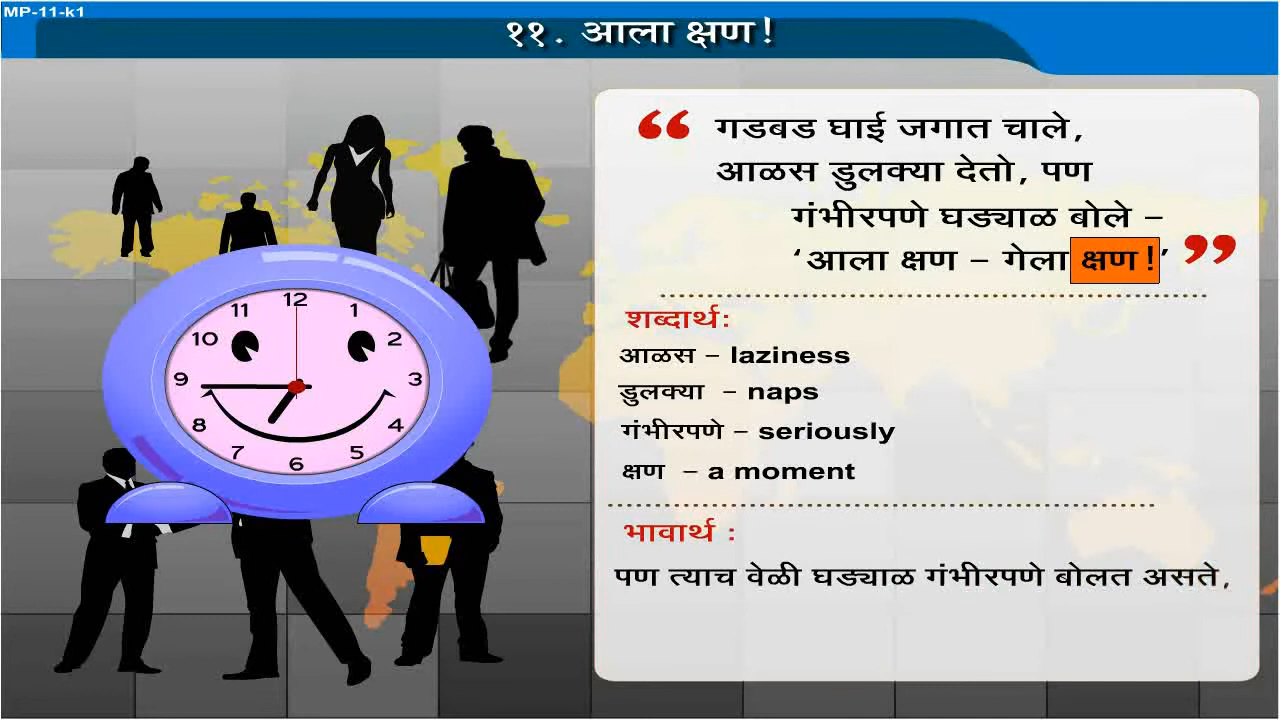 MP-11-k1
११. आला क्षण!
“ गडबड घाई जगात चाले,
आळस डुलक्या देतो, पण
गंभीरपणे घड्याळ बोले –
‘आला क्षण – गेला क्षण!’ ”
शब्दार्थ:
आळस – laziness
डुलक्या – naps
गंभीरपणे – seriously
क्षण – a moment
भावार्थ :
पण त्याच वेळी घड्याळ गंभीरपणे बोलत असते,
12
11 1
10 2
9 3
8 4
7 5
6